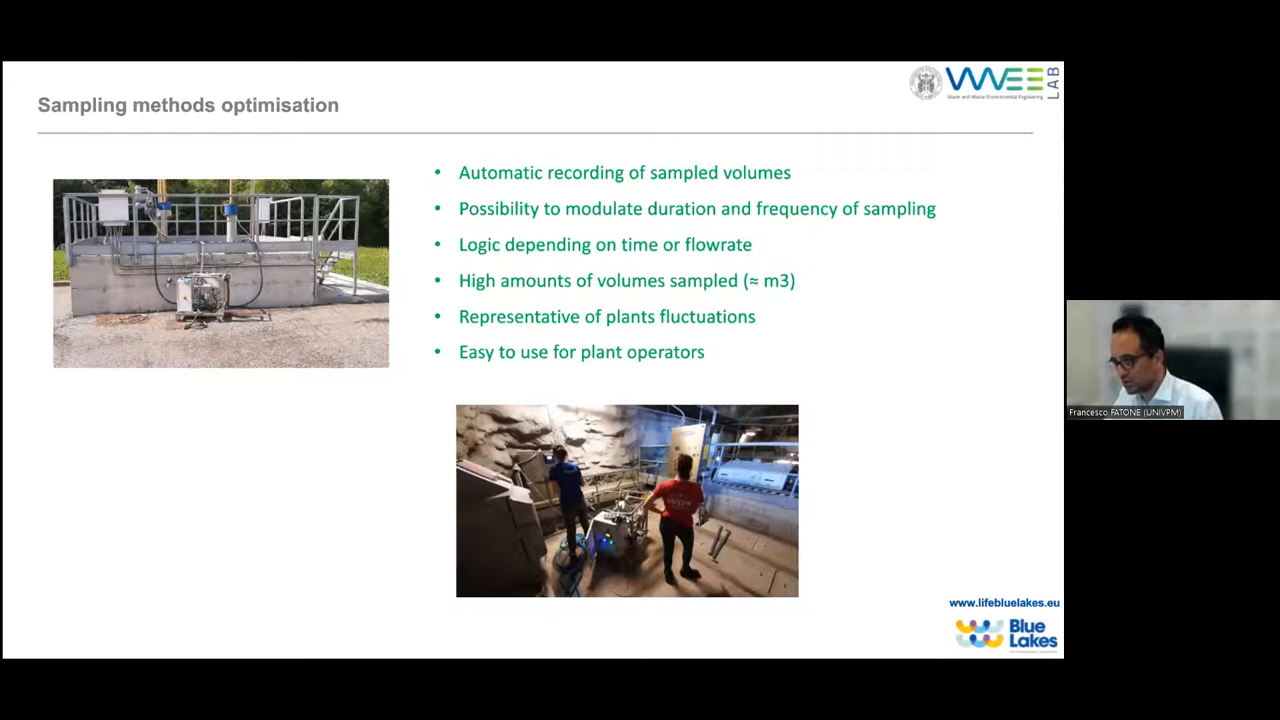 WEE LAB
Water and Waste Environmental Engineering
Sampling methods optimisation
• Automatic recording of sampled volumes
• Possibility to modulate duration and frequency of sampling
• Logic depending on time or flowrate
• High amounts of volumes sampled (≈ m3)
• Representative of plants fluctuations
• Easy to use for plant operators
Francesco FATONE (UNIVPM)
www.lifebluelakes.eu
Blue
Lakes